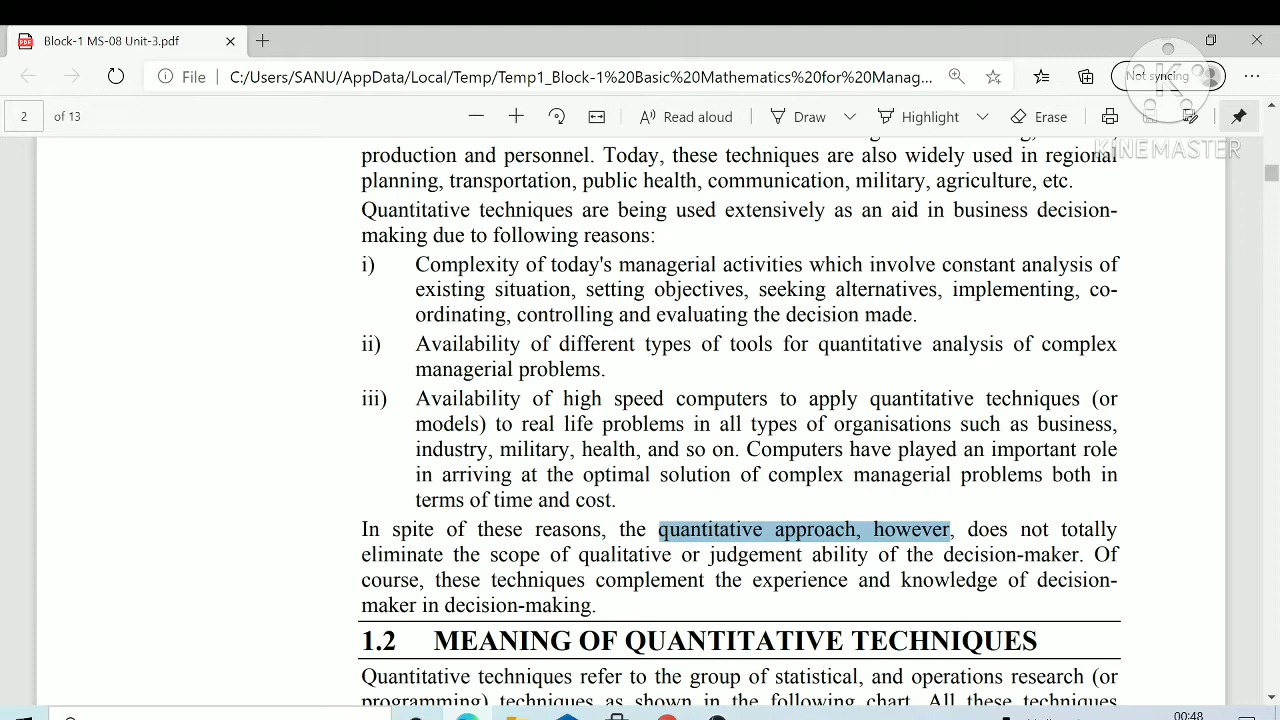 Block-1 MS-08 Unit-3.pdf
File C:/Users/SANU/AppData/Local/Temp/Temp1_Block-1%20Basic%20Mathematics%20for%20Manag... Not syncing
2 of 13 Read aloud Draw Highlight Erase
KINEMASTER
production and personnel. Today, these techniques are also widely used in regional
planning, transportation, public health, communication, military, agriculture, etc.
Quantitative techniques are being used extensively as an aid in business decision-
making due to following reasons:
i) Complexity of today's managerial activities which involve constant analysis of
existing situation, setting objectives, seeking alternatives, implementing, co-
ordinating, controlling and evaluating the decision made.
ii) Availability of different types of tools for quantitative analysis of complex
managerial problems.
iii) Availability of high speed computers to apply quantitative techniques (or
models) to real life problems in all types of organisations such as business,
industry, military, health, and so on. Computers have played an important role
in arriving at the optimal solution of complex managerial problems both in
terms of time and cost.
In spite of these reasons, the quantitative approach, however, does not totally
eliminate the scope of qualitative or judgement ability of the decision-maker. Of
course, these techniques complement the experience and knowledge of decision-
maker in decision-making.
1.2 MEANING OF QUANTITATIVE TECHNIQUES
Quantitative techniques refer to the group of statistical, and operations research (or
programming) techniques as shown in the following chart. All these techniques
00:48